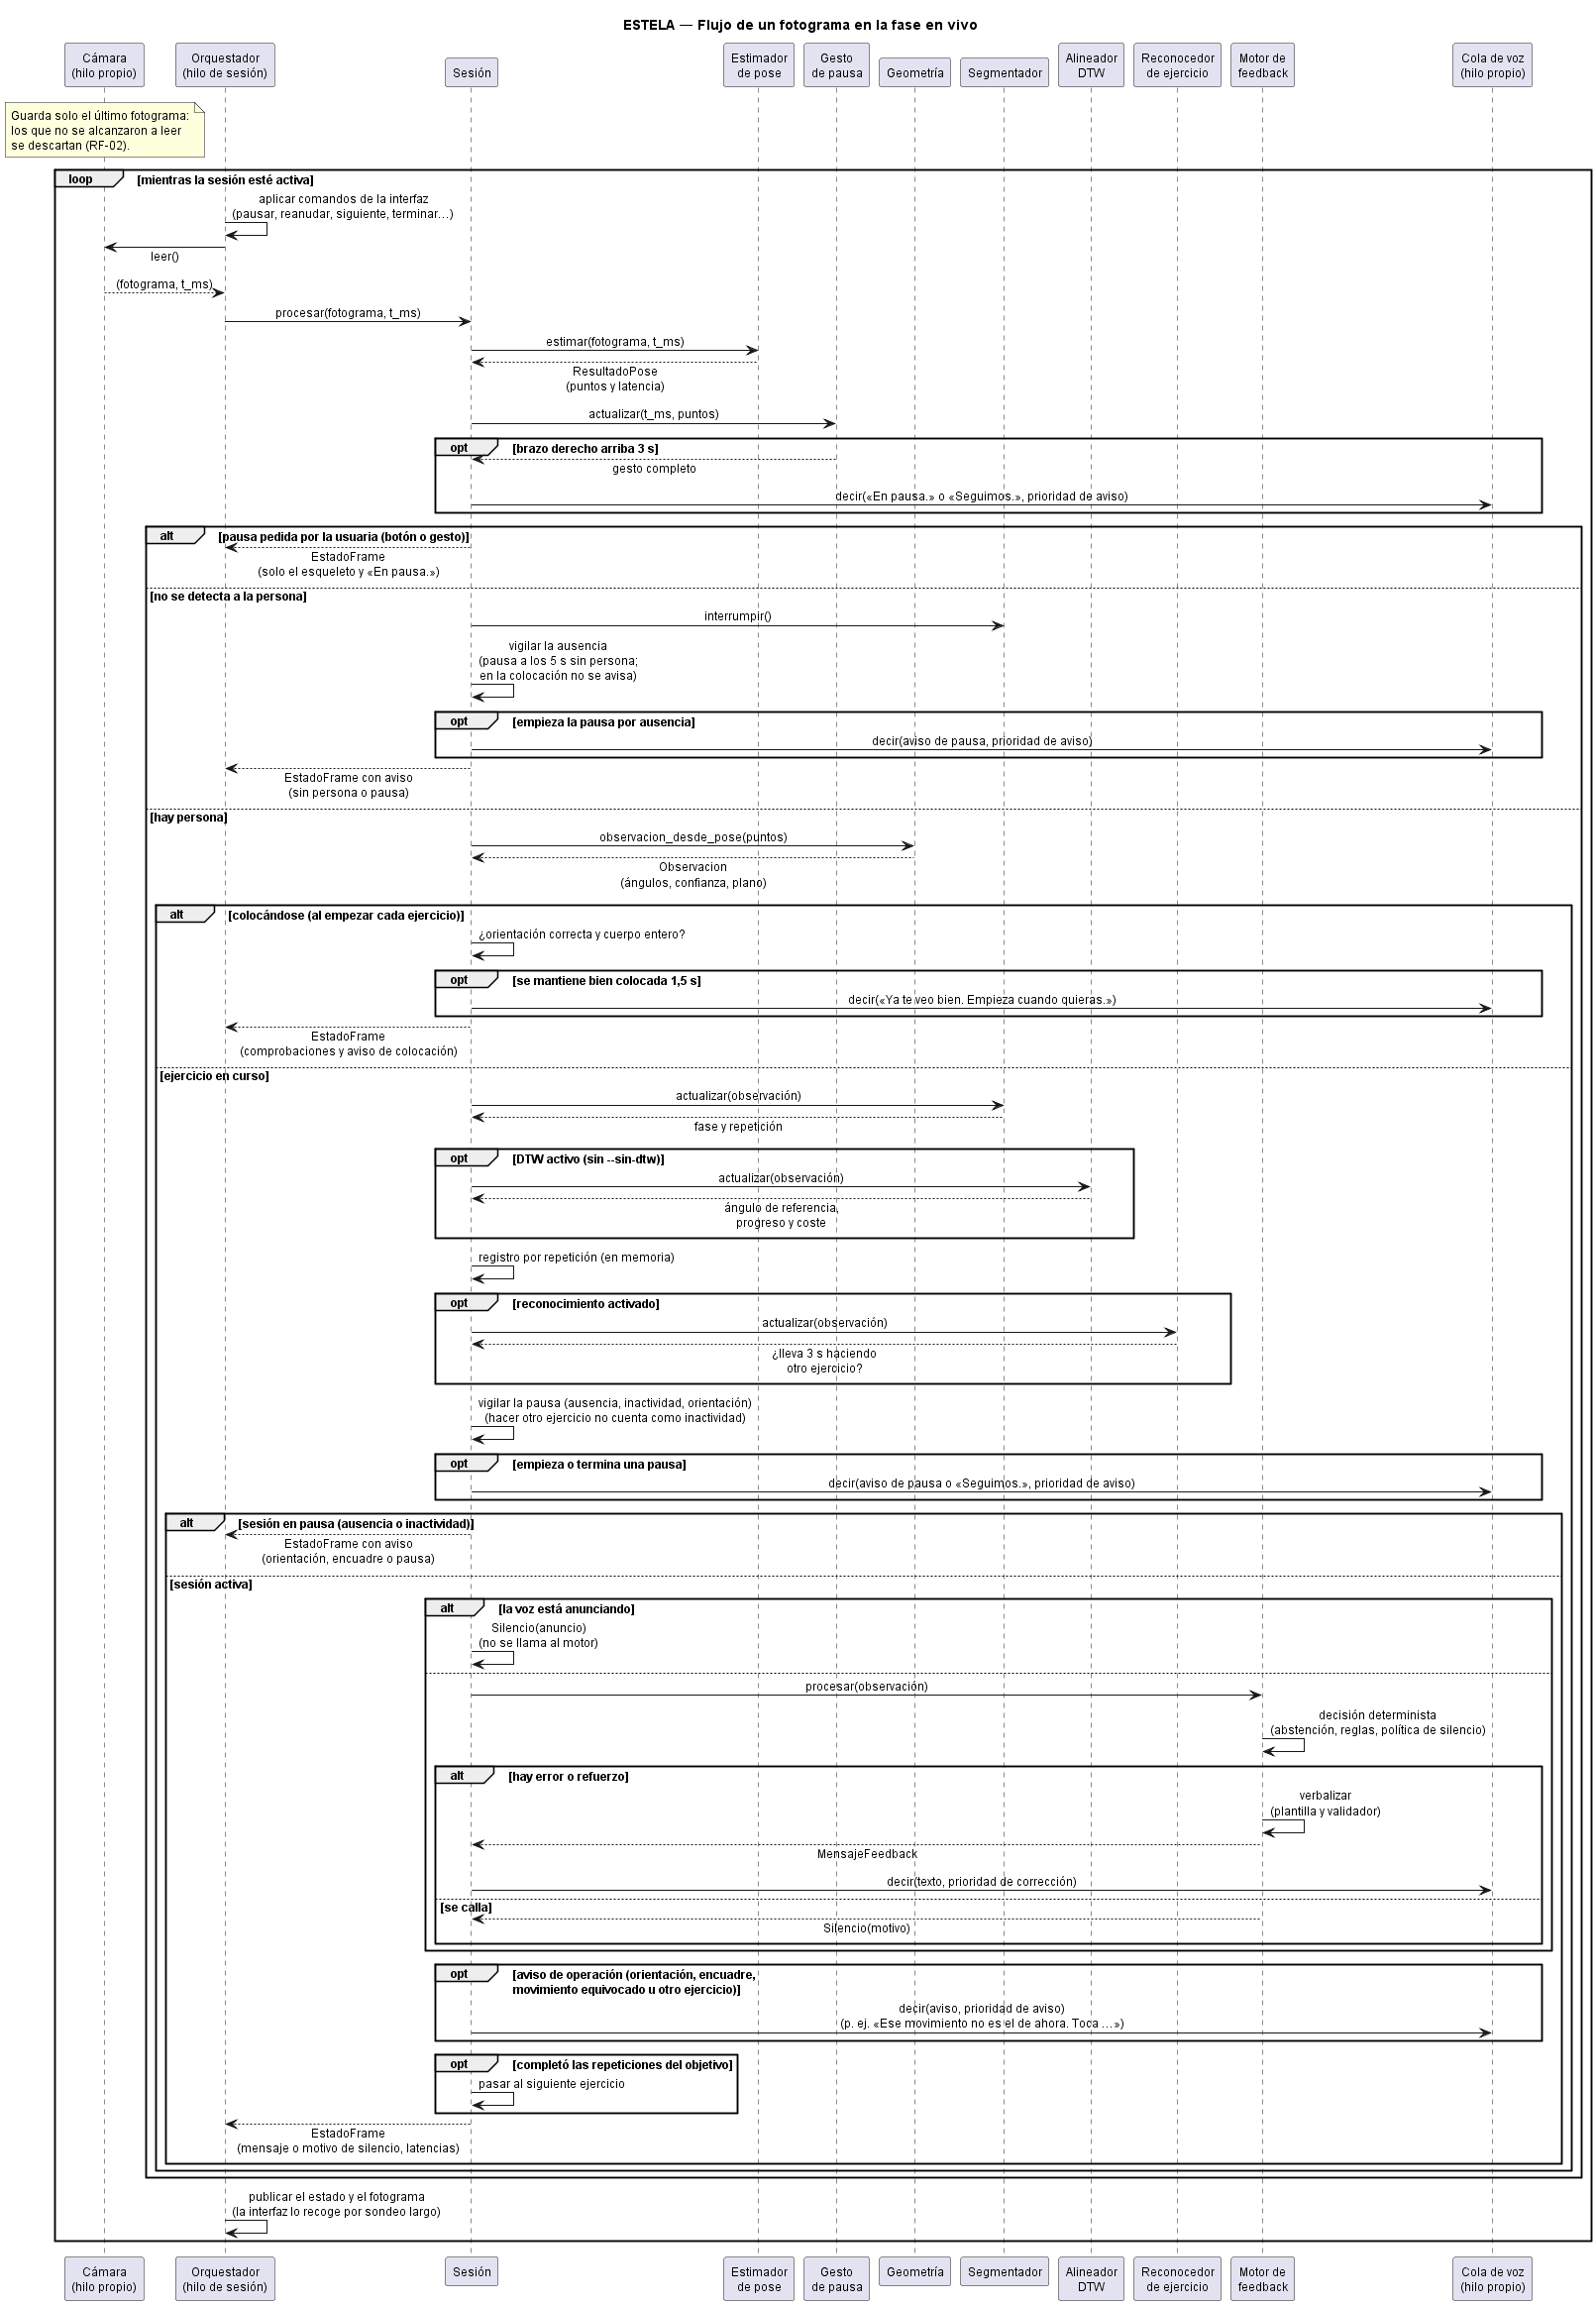 ESTELA — Flujo de un fotograma en la fase en vivo
Cámara
(hilo propio)
Orquestador
(hilo de sesión)
Sesión
Estimador
de pose
Gesto
de pausa
Geometría
Segmentador
Alineador
DTW
Reconocedor
de ejercicio
Motor de
feedback
Cola de voz
(hilo propio)
Guarda solo el último fotograma:
los que no se alcanzaron a leer
se descartan (RF-02).
loop [mientras la sesión esté activa]
aplicar comandos de la interfaz
(pausar, reanudar, siguiente, terminar…)
leer()
(fotograma, t_ms)
procesar(fotograma, t_ms)
estimar(fotograma, t_ms)
ResultadoPose
(puntos y latencia)
actualizar(t_ms, puntos)
opt [brazo derecho arriba 3 s]
gesto completo
decir(«En pausa.» o «Seguimos.», prioridad de aviso)
alt [pausa pedida por la usuaria (botón o gesto)]
EstadoFrame
(solo el esqueleto y «En pausa.»)
[no se detecta a la persona]
interrumpir()
vigilar la ausencia
(pausa a los 5 s sin persona;
en la colocación no se avisa)
opt [empieza la pausa por ausencia]
decir(aviso de pausa, prioridad de aviso)
EstadoFrame con aviso
(sin persona o pausa)
[hay persona]
observacion_desde_pose(puntos)
Observacion
(ángulos, confianza, plano)
alt [colocándose (al empezar cada ejercicio)]
¿orientación correcta y cuerpo entero?
opt [se mantiene bien colocada 1,5 s]
decir(«Ya te veo bien. Empieza cuando quieras.»)
EstadoFrame
(comprobaciones y aviso de colocación)
[ejercicio en curso]
actualizar(observación)
fase y repetición
opt [DTW activo (sin --sin-dtw)]
actualizar(observación)
ángulo de referencia,
progreso y coste
registro por repetición (en memoria)
opt [reconocimiento activado]
actualizar(observación)
¿lleva 3 s haciendo
otro ejercicio?
vigilar la pausa (ausencia, inactividad, orientación)
(hacer otro ejercicio no cuenta como inactividad)
opt [empieza o termina una pausa]
decir(aviso de pausa o «Seguimos.», prioridad de aviso)
alt [sesión en pausa (ausencia o inactividad)]
EstadoFrame con aviso
(orientación, encuadre o pausa)
[sesión activa]
alt [la voz está anunciando]
Silencio(anuncio)
(no se llama al motor)
procesar(observación)
decisión determinista
(abstención, reglas, política de silencio)
alt [hay error o refuerzo]
verbalizar
(plantilla y validador)
MensajeFeedback
decir(texto, prioridad de corrección)
[se calla]
Silencio(motivo)
opt [aviso de operación (orientación, encuadre,
movimiento equivocado u otro ejercicio)]
decir(aviso, prioridad de aviso)
(p. ej. «Ese movimiento no es el de ahora. Toca …»)
opt [completó las repeticiones del objetivo]
pasar al siguiente ejercicio
EstadoFrame
(mensaje o motivo de silencio, latencias)
publicar el estado y el fotograma
(la interfaz lo recoge por sondeo largo)
Cámara
(hilo propio)
Orquestador
(hilo de sesión)
Sesión
Estimador
de pose
Gesto
de pausa
Geometría
Segmentador
Alineador
DTW
Reconocedor
de ejercicio
Motor de
feedback
Cola de voz
(hilo propio)